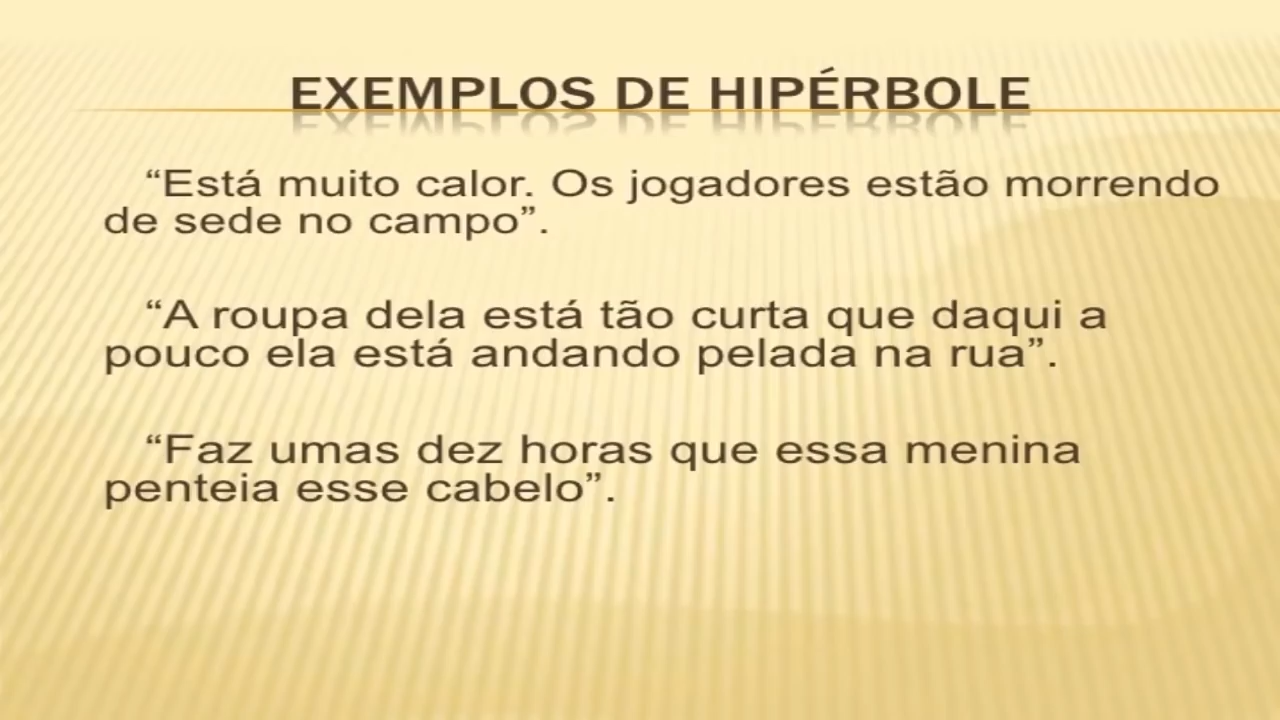 EXEMPLOS DE HIPÉRBOLE
“Está muito calor. Os jogadores estão morrendo
de sede no campo”.
“A roupa dela está tão curta que daqui a
pouco ela está andando pelada na rua”.
“Faz umas dez horas que essa menina
penteia esse cabelo”.